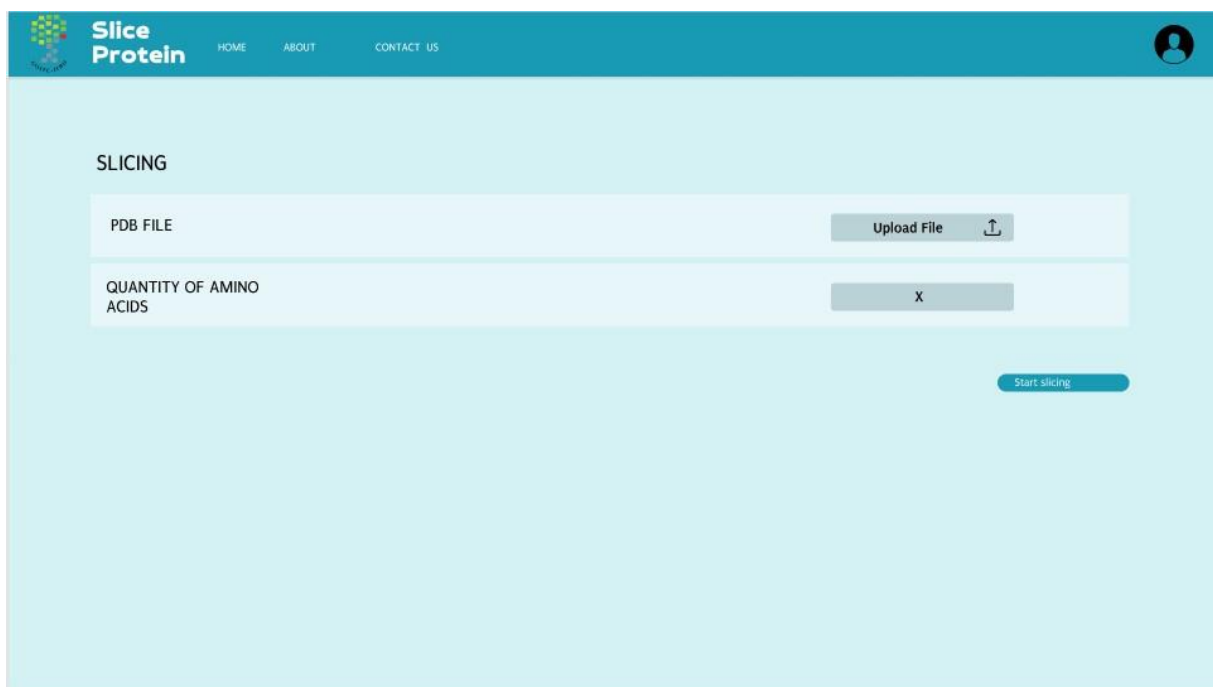 Slice
Protein
HOME ABOUT CONTACT US
SLICING
PDB FILE Upload File
QUANTITY OF AMINO
ACIDS
X
Start slicing